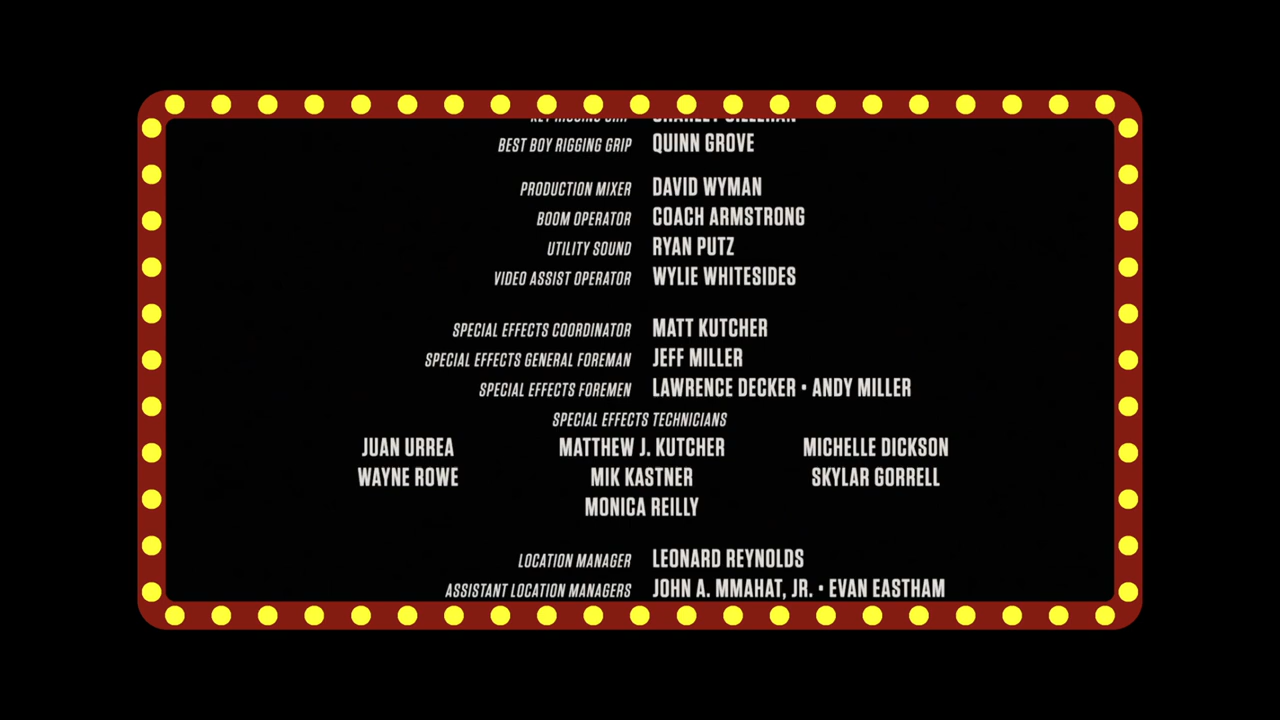 BEST BOY RIGGING GRIP QUINN GROVE
PRODUCTION MIXER DAVID WYMAN
BOOM OPERATOR COACH ARMSTRONG
UTILITY SOUND RYAN PUTZ
VIDEO ASSIST OPERATOR WYLIE WHITESIDES
SPECIAL EFFECTS COORDINATOR MATT KUTCHER
SPECIAL EFFECTS GENERAL FOREMAN JEFF MILLER
SPECIAL EFFECTS FOREMEN LAWRENCE DECKER • ANDY MILLER
SPECIAL EFFECTS TECHNICIANS
JUAN URREA MATTHEW J. KUTCHER MICHELLE DICKSON
WAYNE ROWE MIK KASTNER SKYLAR GORRELL
MONICA REILLY
LOCATION MANAGER LEONARD REYNOLDS
ASSISTANT LOCATION MANAGERS JOHN A. MMAHAT, JR. • EVAN EASTHAM